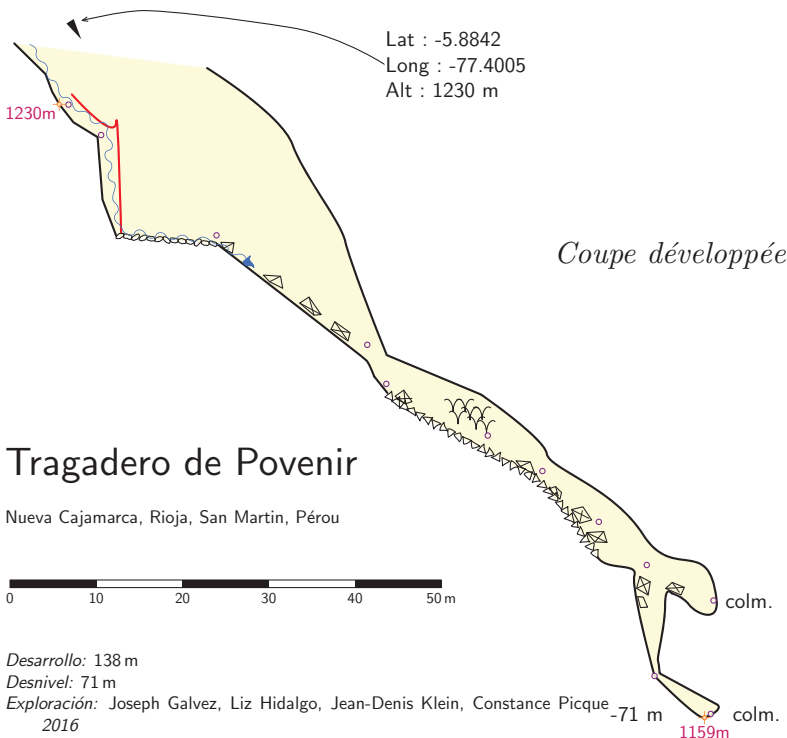 Lat : -5.8842
Long : -77.4005
Alt : 1230 m
1230m
Coupe développée
Tragadero de Povenir
Nueva Cajamarca, Rioja, San Martin, Pérou
0 10 20 30 40 50 m
colm.
Desarrollo: 138 m
Desnivel: 71 m
Exploración: Joseph Galvez, Liz Hidalgo, Jean-Denis Klein, Constance Picque
2016
-71 m
colm.
1159m